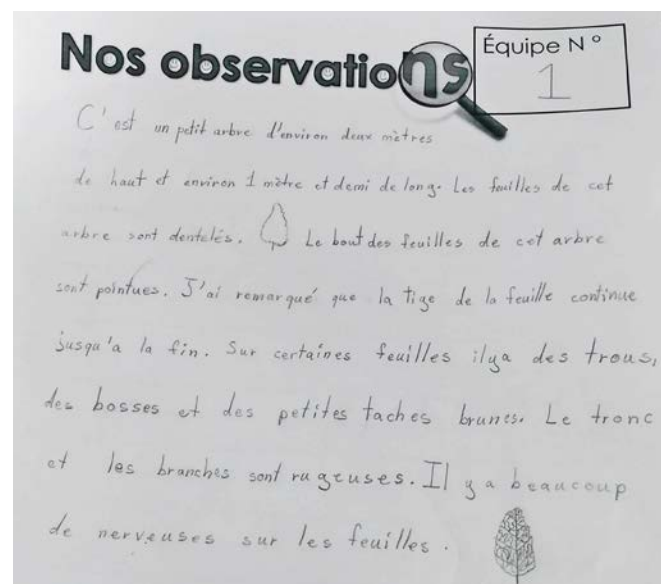 Nos observations
Équipe N°
1
C'est un petit arbre d'environ deux mètres
de haut et environ 1 mètre et demi de long. Les feuilles de cet
arbre sont dentelés. Le bout des feuilles de cet arbre
sont pointues. J'ai remarqué que la tige de la feuille continue
jusqu'a la fin. Sur certaines feuilles ilya des trous,
des bosses et des petites taches brunes. Le tronc
et les branches sont rugeuses. Il y a beaucoup
de nerveuses sur les feuilles.